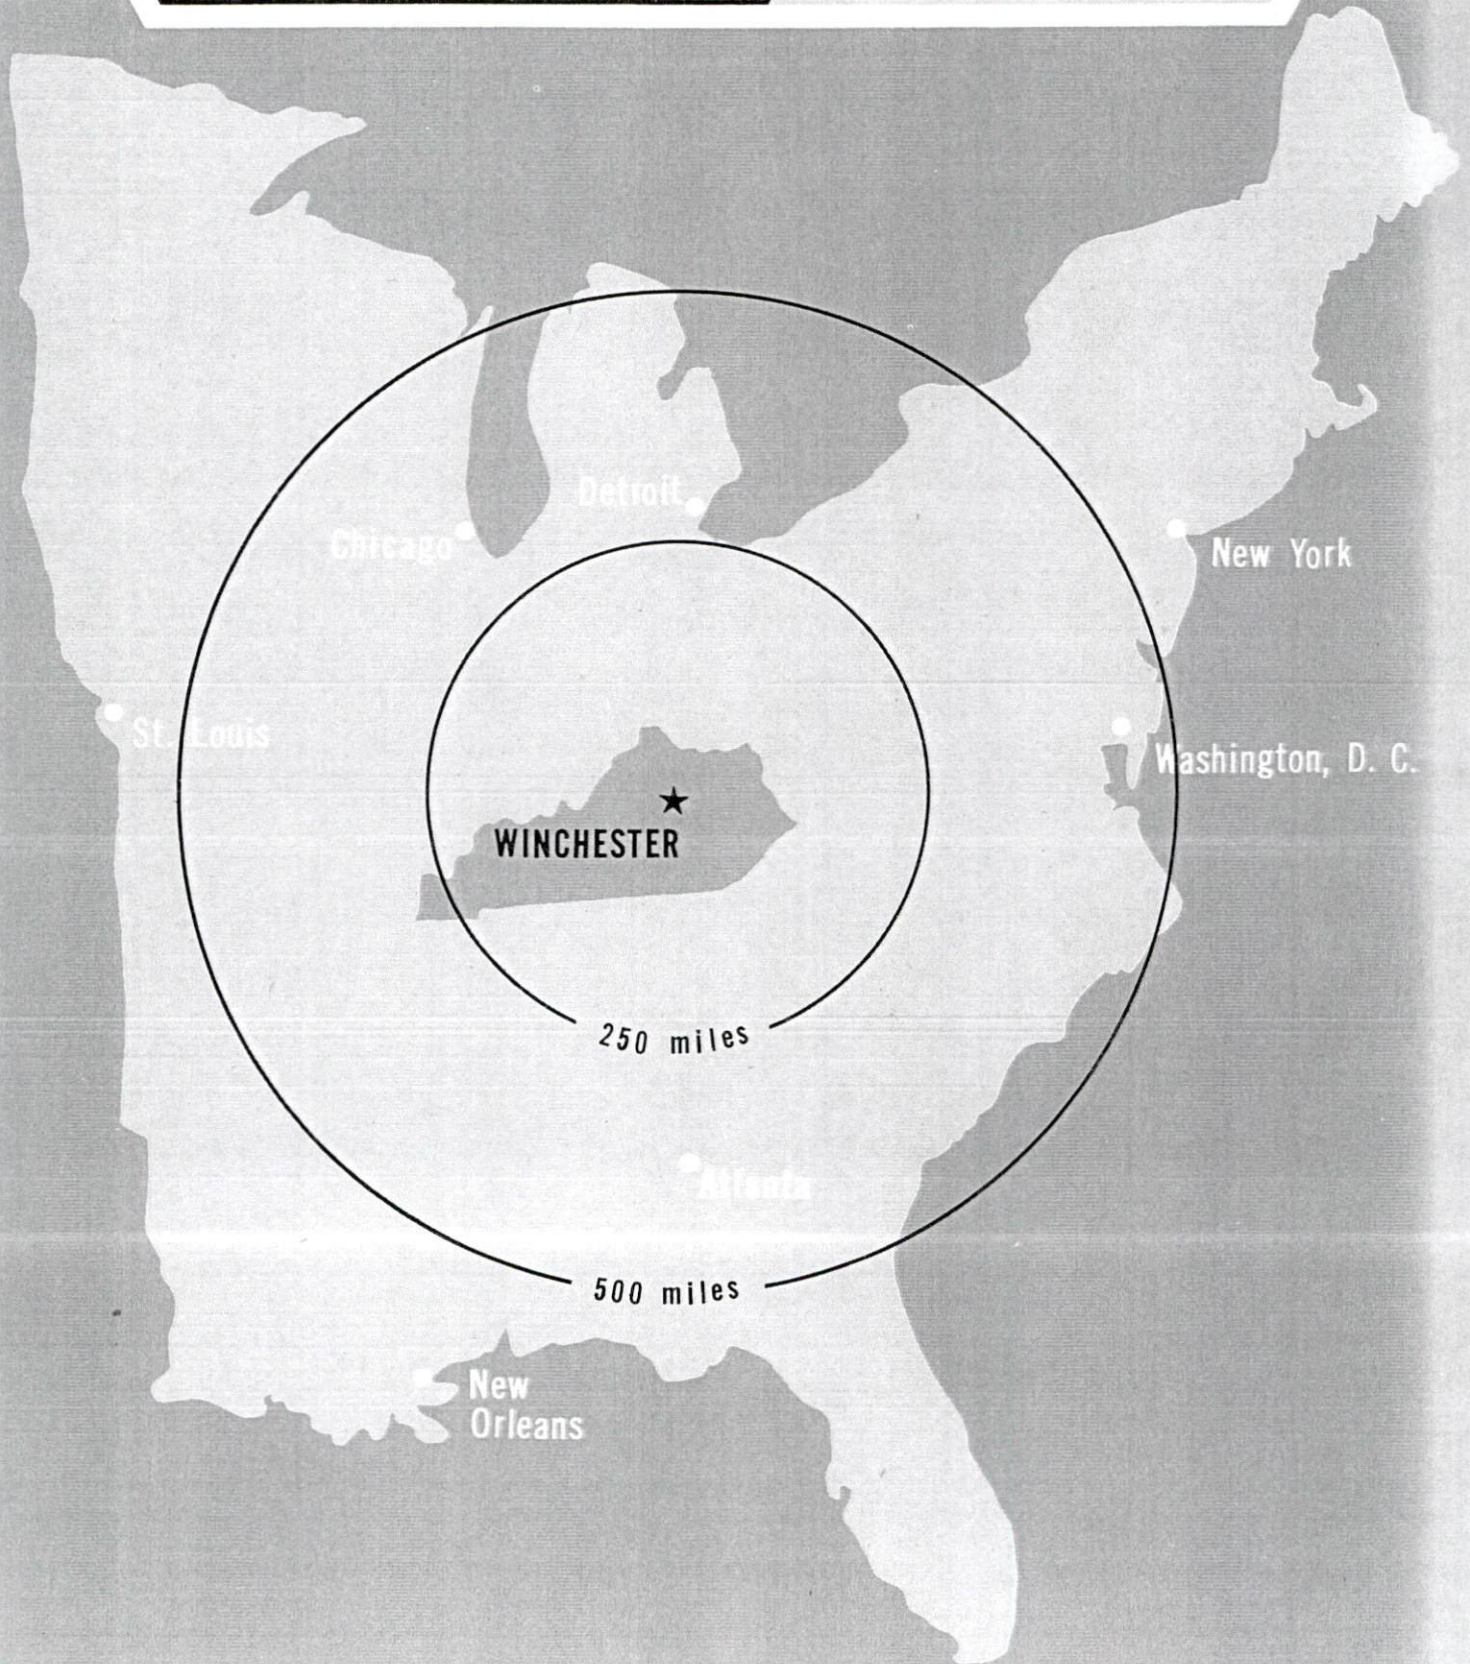 Detroit
Chicago
New York
St. Louis
Washington, D. C.
WINCHESTER
250 miles
Atlanta
500 miles
New
Orleans